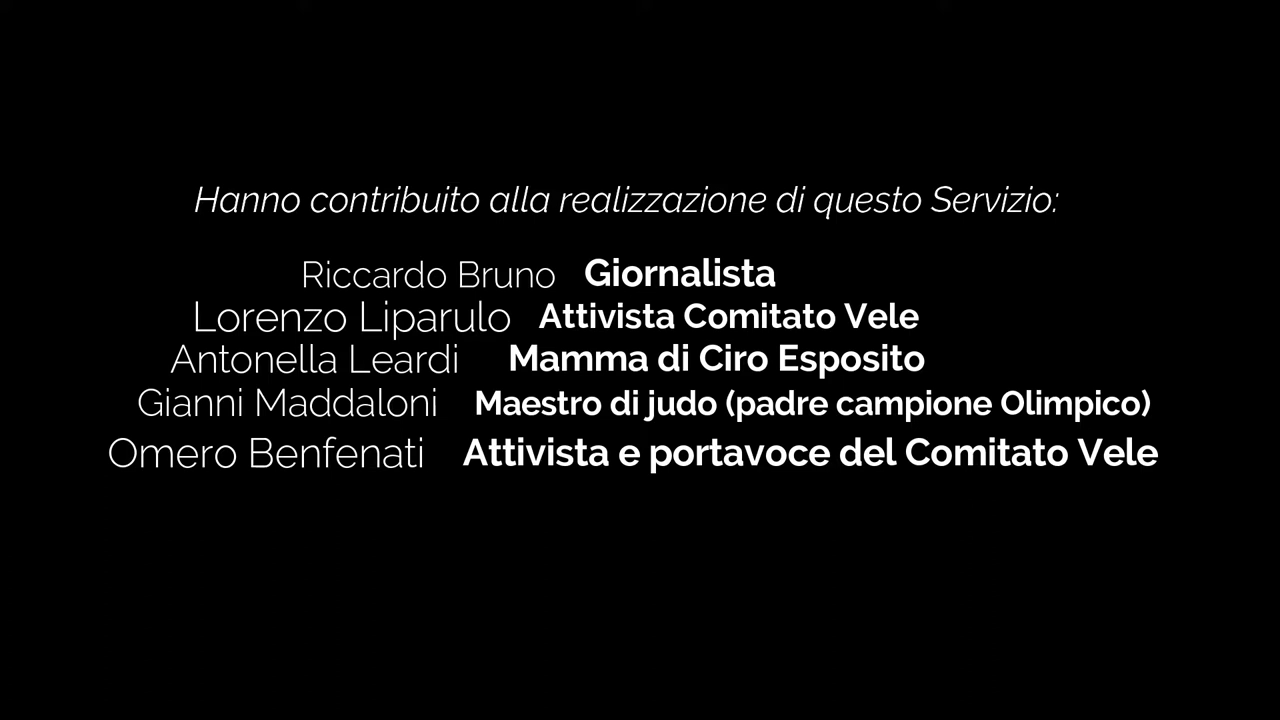 Hanno contribuito alla realizzazione di questo Servizio:
Riccardo Bruno Giornalista
Lorenzo Liparulo Attivista Comitato Vele
Antonella Leardi Mamma di Ciro Esposito
Gianni Maddaloni Maestro di judo (padre campione Olimpico)
Omero Benfenati Attivista e portavoce del Comitato Vele